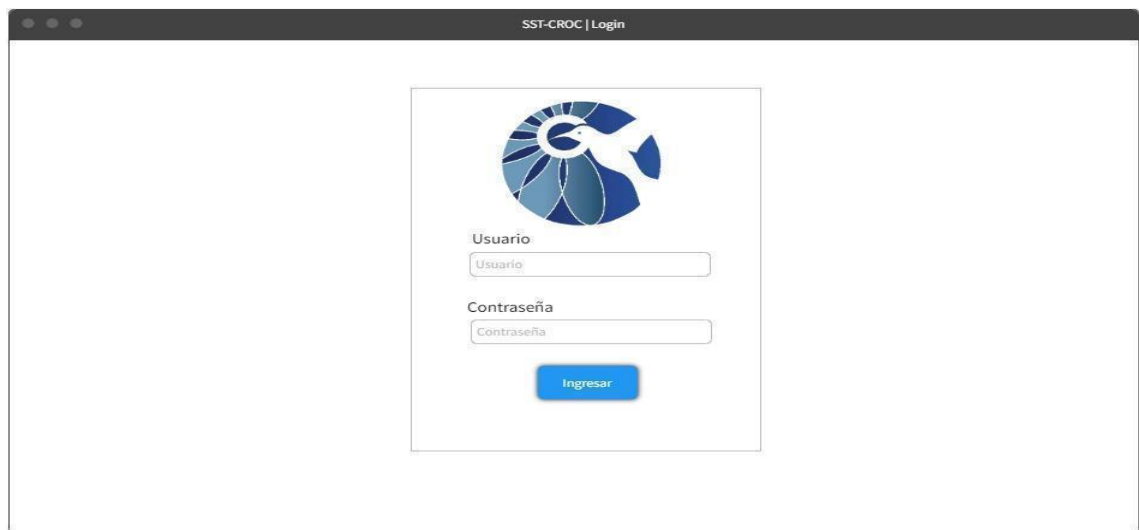 SST-CROC | Login
Usuario
Usuario
Contraseña
Contraseña
Ingresar